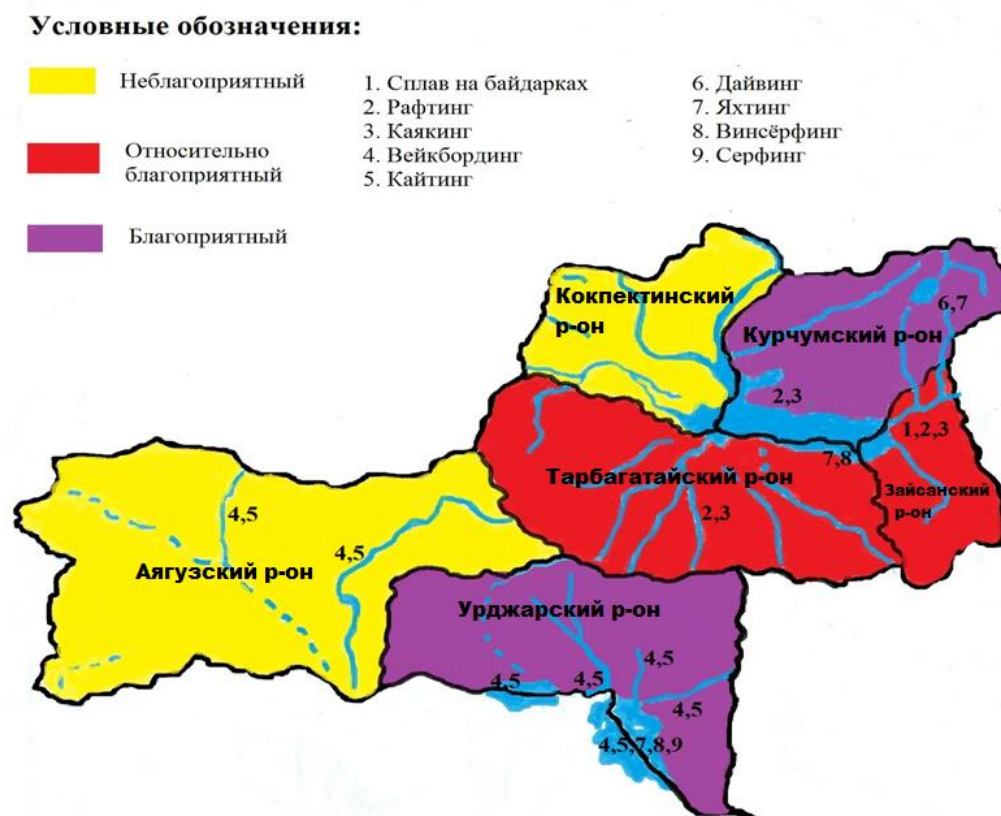 Условные обозначения:
Неблагоприятный
Относительно
благоприятный
Благоприятный
1. Сплав на байдарках
2. Рафтинг
3. Каякинг
4. Вейкбординг
5. Кайтинг
6. Дайвинг
7. Яхтинг
8. Винсёрфинг
9. Серфинг
Кокпектинский
р-он
Курчумский р-он
6,7
2,3
1,2,3
7,8
Тарбагатайский р-он
Зайсанский
р-он
2,3
4,5
4,5
Аягузский р-он
Урджарский р-он
4,5
4,5
4,5
4,5
4,5,7,8,9